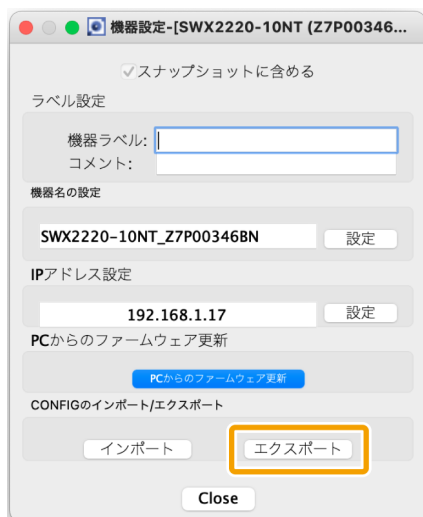 機器設定-[SWX2220-10NT (Z7P00346...
スナップショットに含める
ラベル設定
機器ラベル:
コメント:
機器名の設定
SWX2220-10NT_Z7P00346BN 設定
IPアドレス設定
192.168.1.17 設定
PCからのファームウェア更新
PCからのファームウェア更新
CONFIGのインポート/エクスポート
インポート エクスポート
Close